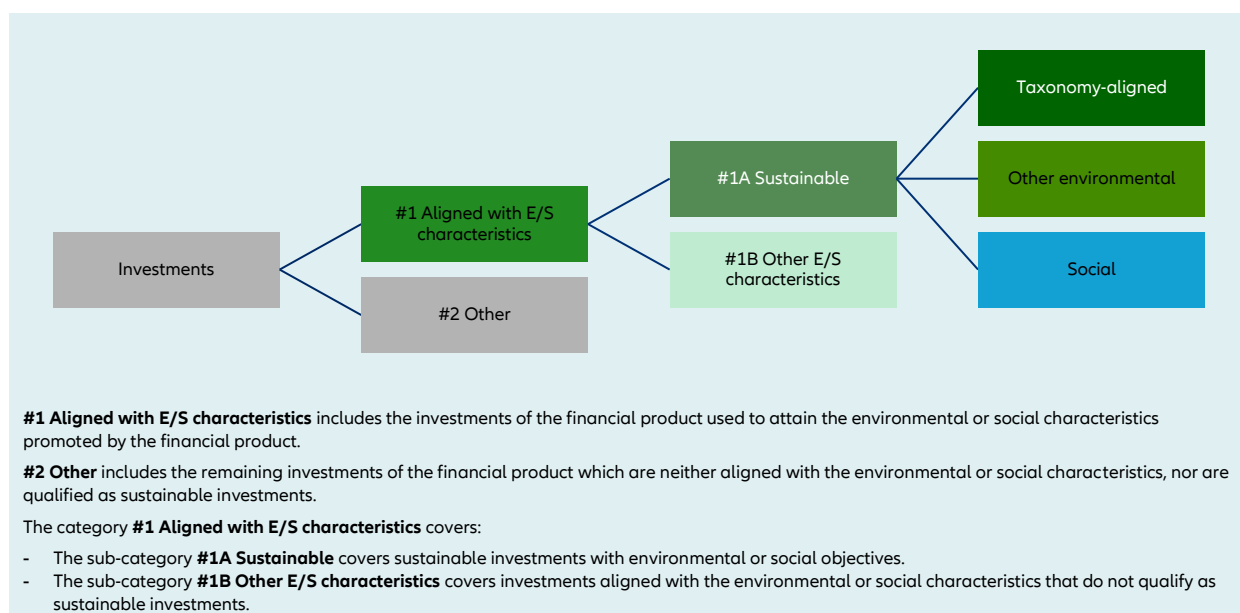 Taxonomy-aligned
#1A Sustainable
Other environmental
#1 Aligned with E/S
characteristics
#1B Other E/S
characteristics
Investments
Social
#2 Other
#1 Aligned with E/S characteristics includes the investments of the financial product used to attain the environmental or social characteristics
promoted by the financial product.
#2 Other includes the remaining investments of the financial product which are neither aligned with the environmental or social characteristics, nor are
qualified as sustainable investments.
The category #1 Aligned with E/S characteristics covers:
- The sub-category #1A Sustainable covers sustainable investments with environmental or social objectives.
- The sub-category #1B Other E/S characteristics covers investments aligned with the environmental or social characteristics that do not qualify as
sustainable investments.